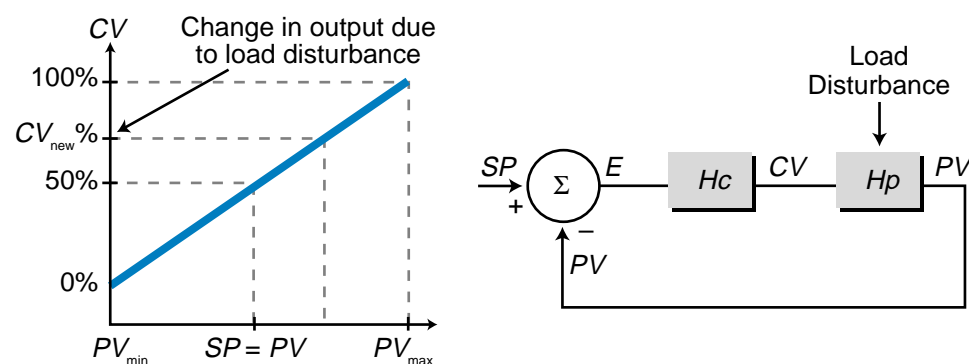 CV
Change in output due
to load disturbance
100%
CVnew%
50%
0%
PVmin
SP = PV
PVmax
Load
Disturbance
SP
+
Σ
E
Hc
CV
Hp
PV
−
PV